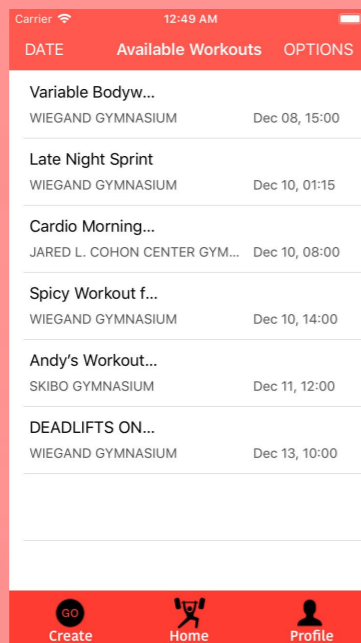 Carrier 12:49 AM
DATE Available Workouts OPTIONS
Variable Bodyw...
WIEGAND GYMNASIUM Dec 08, 15:00
Late Night Sprint
WIEGAND GYMNASIUM Dec 10, 01:15
Cardio Morning...
JARED L. COHON CENTER GYM... Dec 10, 08:00
Spicy Workout f...
WIEGAND GYMNASIUM Dec 10, 14:00
Andy’s Workout...
SKIBO GYMNASIUM Dec 11, 12:00
DEADLIFTS ON...
WIEGAND GYMNASIUM Dec 13, 10:00
GO
Create Home Profile